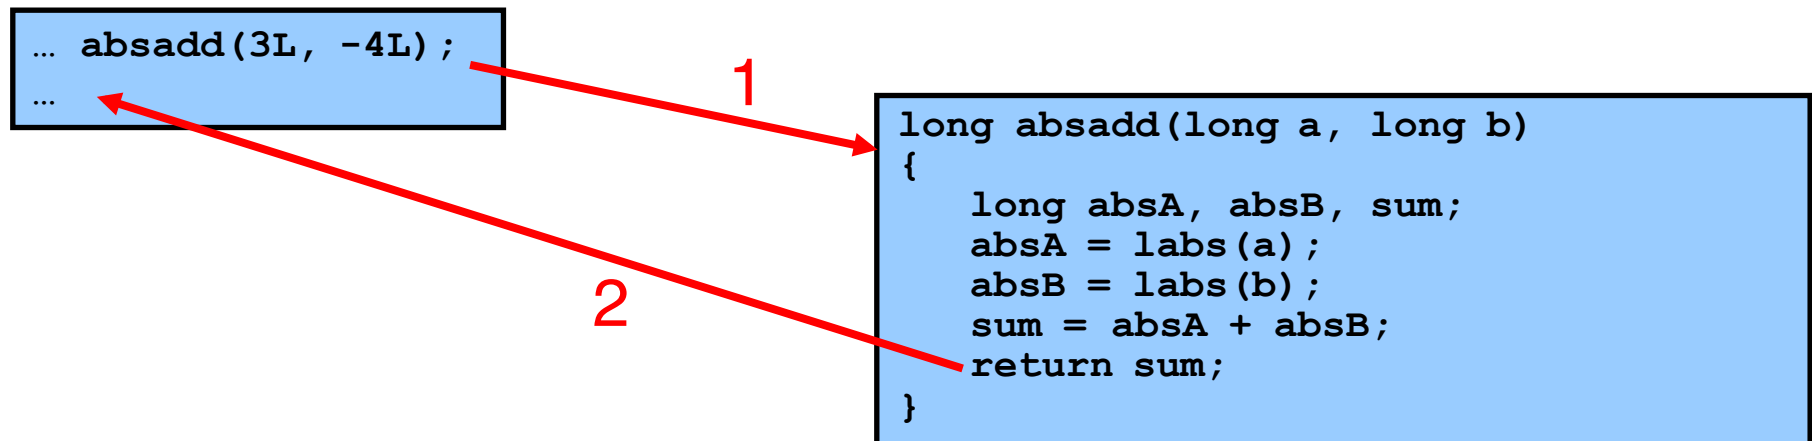 … absadd(3L, -4L);
…
1
long absadd(long a, long b)
{
   long absA, absB, sum;
   absA = labs(a);
   absB = labs(b);
   sum = absA + absB;
   return sum;
}
2